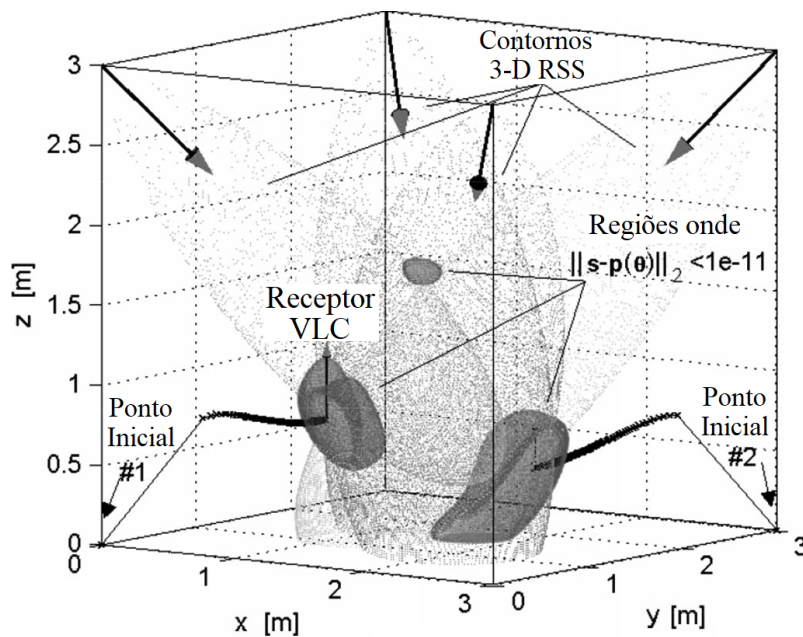 Contornos
3-D RSS
Regiões onde
||s-p(θ)||₂ <1e-11
Receptor
VLC
Ponto
Inicial
#1
Ponto
Inicial
#2
3
2.5
2
1.5
1
0.5
0
z [m]
0
1
2
3
x [m]
0
1
2
3
y [m]